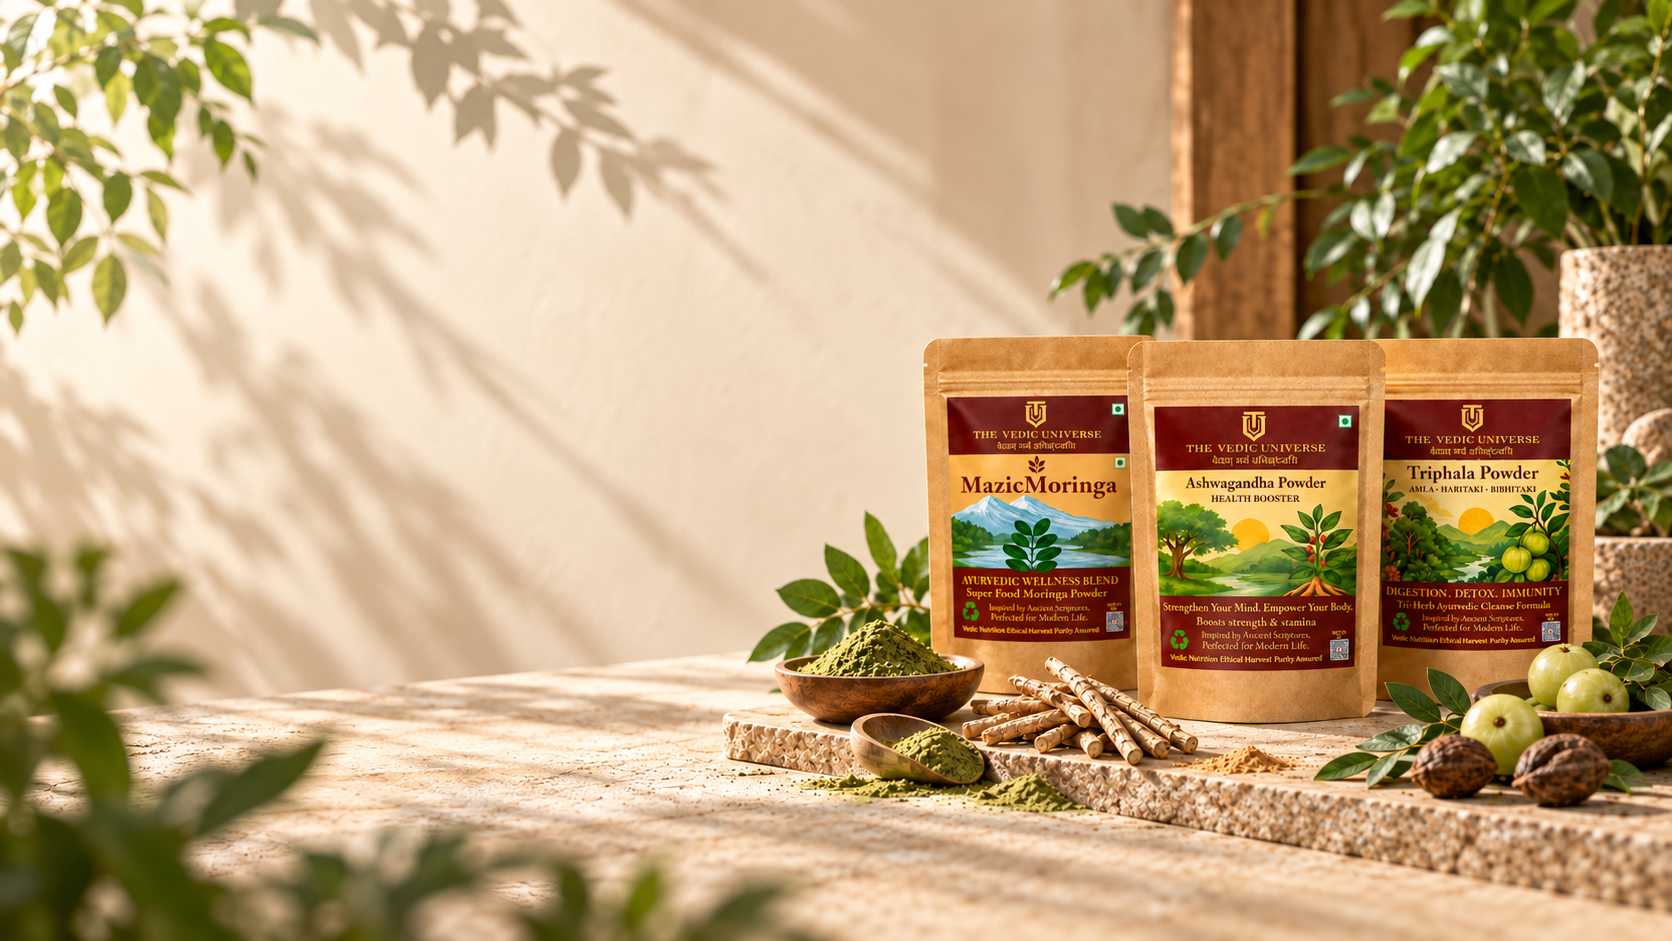 THE VEDIC UNIVERSE
MazicMoringa
AYURVEDIC WELLNESS BLEND
Super Food Moringa Powder
Inspired by Ancient Scriptures,
Perfected for Modern Life.
Vedic Nutrition Ethical Harvest Purity Assured
THE VEDIC UNIVERSE
Ashwagandha Powder
HEALTH BOOSTER
Strengthen Your Mind. Empower Your Body.
Boosts strength & stamina
Inspired by Ancient Scriptures,
Perfected for Modern Life.
Vedic Nutrition Ethical Harvest Purity Assured
THE VEDIC UNIVERSE
Triphala Powder
AMLA • HARITAKI • BIBHITAKI
DIGESTION. DETOX. IMMUNITY
Tri-Herb Ayurvedic Cleanse Formula
Inspired by Ancient Scriptures,
Perfected for Modern Life.
Vedic Nutrition Ethical Harvest Purity Assured